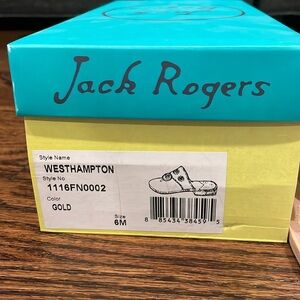 Jack Rogers
Style Name
WESTHAMPTON
Style No
1116FN0002
Color
GOLD
Size
6M
8 85434 38459 5